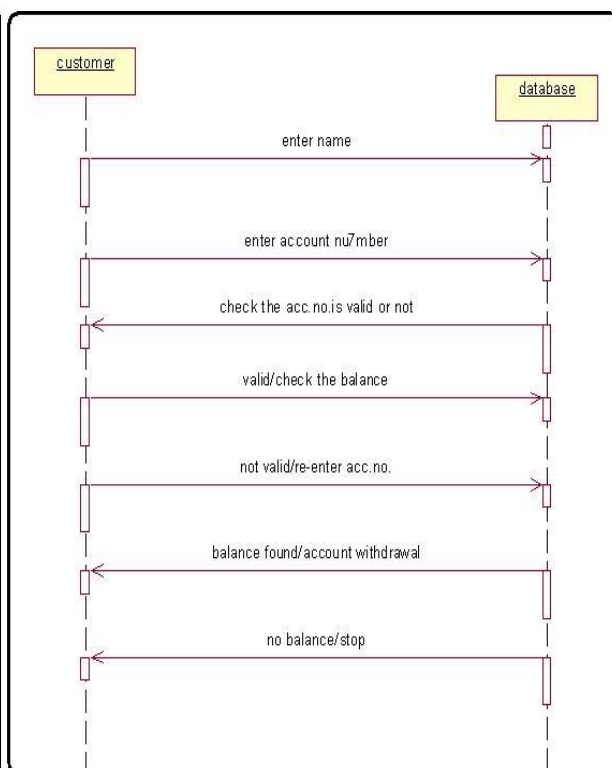 customer
database
enter name
enter account nu7mber
check the acc.no.is valid or not
valid/check the balance
not valid/re-enter acc.no.
balance found/account withdrawal
no balance/stop